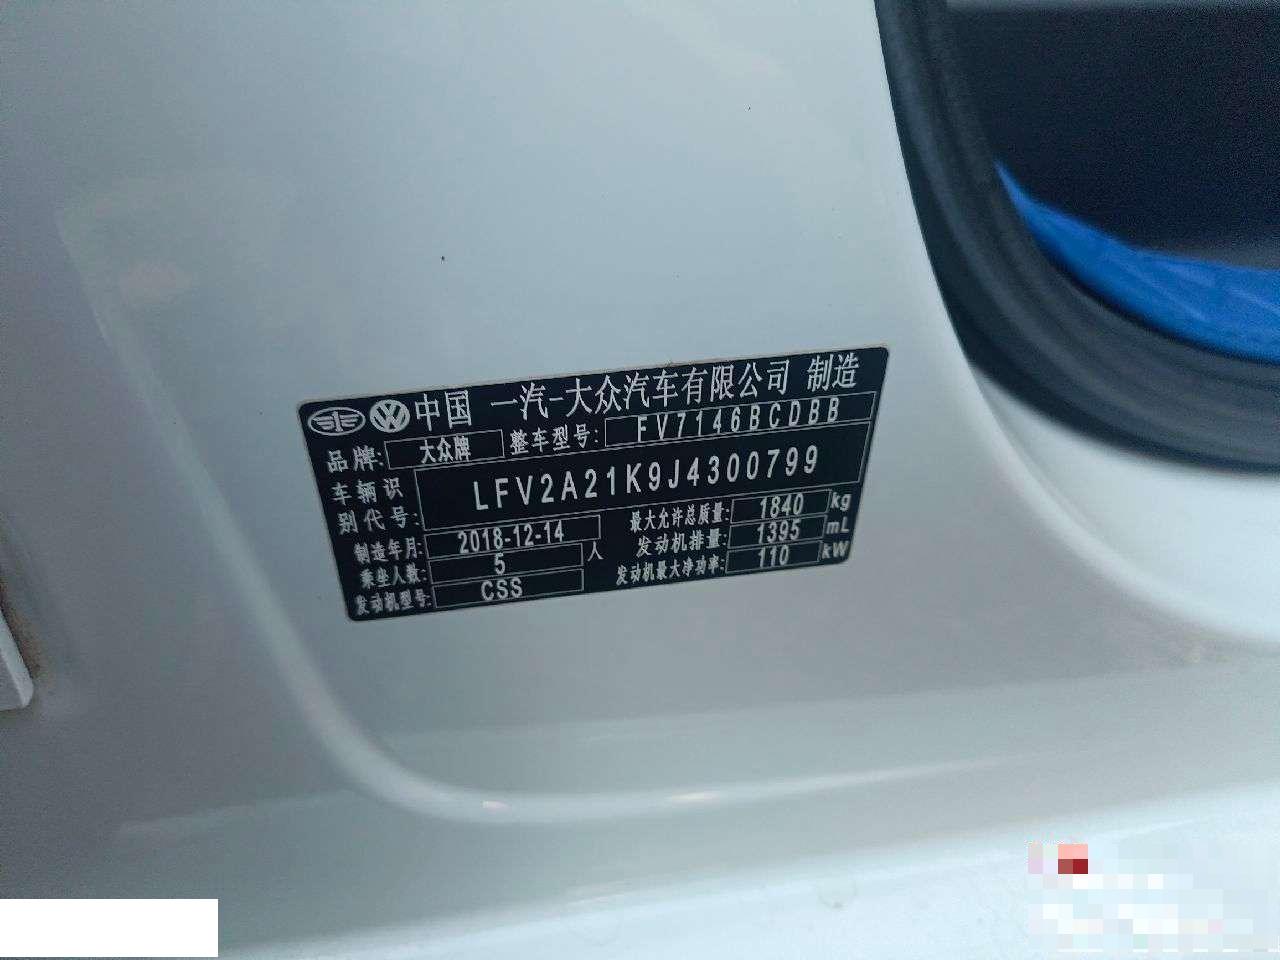 中国 一汽-大众汽车有限公司 制造
品牌: 大众牌 整车型号: FV7146BCDBB
车辆识别代号: LFV2A21K9J4300799
制造年月: 2018-12-14 最大允许总质量: 1840 kg
乘坐人数: 5 人 发动机排量: 1395 mL
发动机型号: CSS 发动机最大净功率: 110 kW